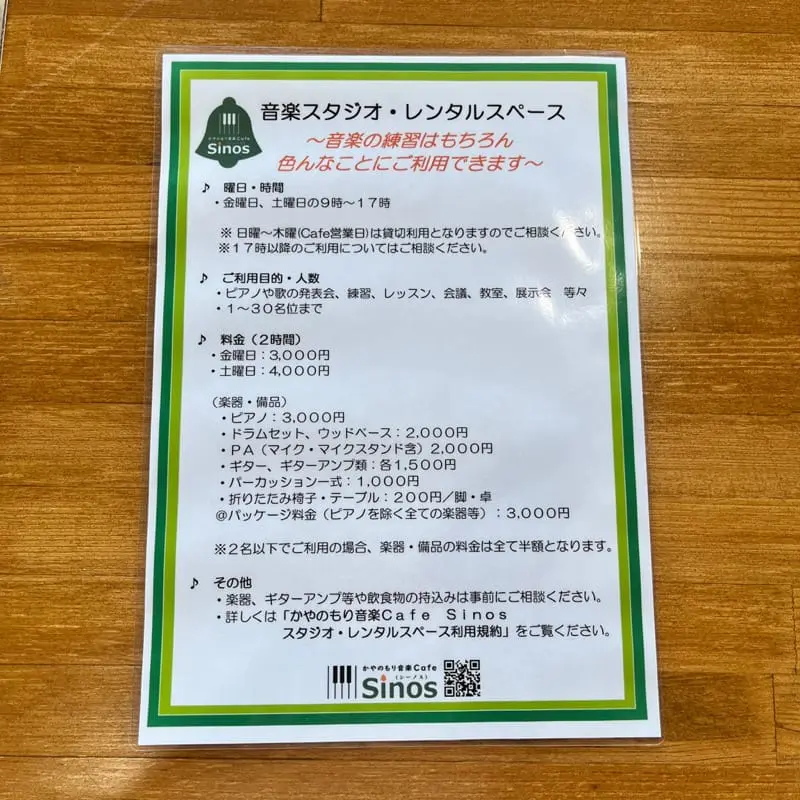 かやのもり音楽Cafe
Sinos
音楽スタジオ・レンタルスペース
～音楽の練習はもちろん
色んなことにご利用できます～
♪ 曜日・時間
・金曜日、土曜日の９時～１７時
※ 日曜～木曜(Cafe営業日)は貸切利用となりますのでご相談ください。
※１７時以降のご利用についてはご相談ください。
♪ ご利用目的・人数
・ピアノや歌の発表会、練習、レッスン、会議、教室、展示会　等々
・１～３０名位まで
♪ 料金（２時間）
・金曜日：３,０００円
・土曜日：４,０００円
（楽器・備品）
・ピアノ：３,０００円
・ドラムセット、ウッドベース：２,０００円
・ＰＡ（マイク・マイクスタンド含）２,０００円
・ギター、ギターアンプ類：各１,５００円
・パーカッション一式：１,０００円
・折りたたみ椅子・テーブル：２００円／脚・卓
＠パッケージ料金（ピアノを除く全ての楽器等）：３,０００円
※２名以下でご利用の場合、楽器・備品の料金は全て半額となります。
♪ その他
・楽器、ギターアンプ等や飲食物の持込みは事前にご相談ください。
・詳しくは「かやのもり音楽Ｃａｆｅ　Ｓｉｎｏｓ
スタジオ・レンタルスペース利用規約」をご覧ください。
かやのもり音楽Cafe
（シーノス）
Sinos